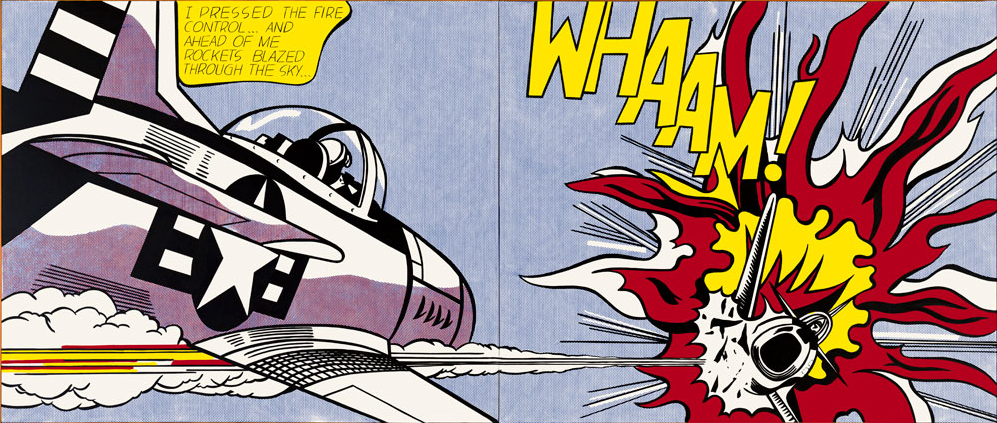 I PRESSED THE FIRE
CONTROL... AND
AHEAD OF ME
ROCKETS BLAZED
THROUGH THE SKY...
WHAAM!